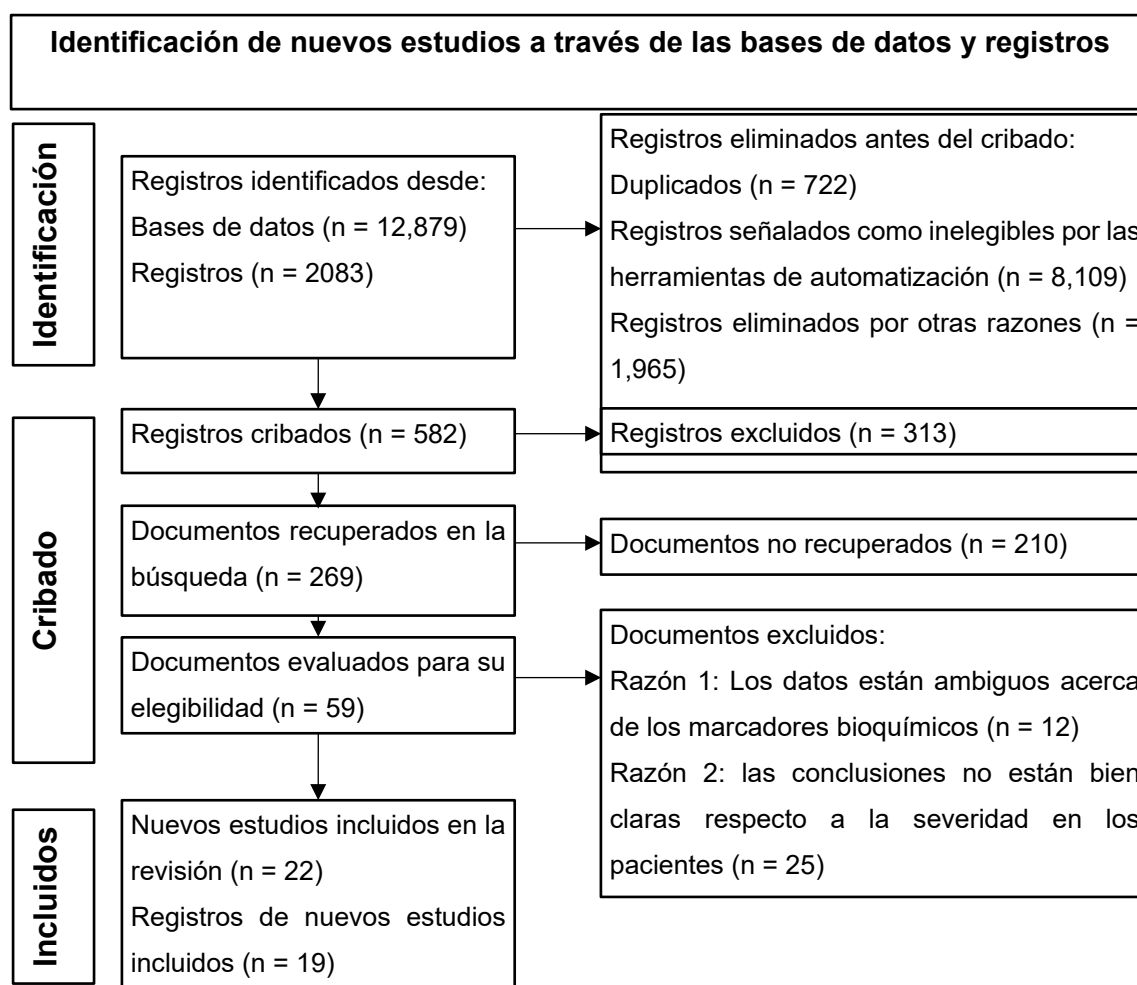 Identificación de nuevos estudios a través de las bases de datos y registros
Identificación
Registros identificados desde:
Bases de datos (n = 12,879)
Registros (n = 2083)
Registros eliminados antes del cribado:
Duplicados (n = 722)
Registros señalados como inelegibles por las
herramientas de automatización (n = 8,109)
Registros eliminados por otras razones (n =
1,965)
Cribado
Registros cribados (n = 582)
Registros excluidos (n = 313)
Documentos recuperados en la
búsqueda (n = 269)
Documentos no recuperados (n = 210)
Documentos evaluados para su
elegibilidad (n = 59)
Documentos excluidos:
Razón 1: Los datos están ambiguos acerca
de los marcadores bioquímicos (n = 12)
Razón 2: las conclusiones no están bien
claras respecto a la severidad en los
pacientes (n = 25)
Incluidos
Nuevos estudios incluidos en la
revisión (n = 22)
Registros de nuevos estudios
incluidos (n = 19)